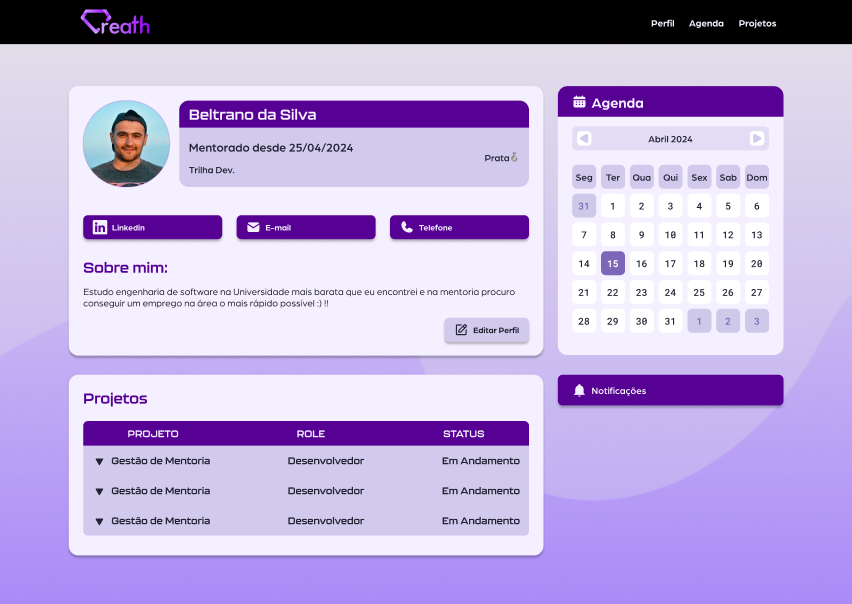 Creath
Perfil Agenda Projetos
Beltrano da Silva
Mentorado desde 25/04/2024
Trilha Dev.
Prata
Linkedin
E-mail
Telefone
Sobre mim:
Estudo engenharia de software na Universidade mais barata que eu encontrei e na mentoria procuro
conseguir um emprego na área o mais rápido possível :) !!
Editar Perfil
Agenda
Abril 2024
Seg Ter Qua Qui Sex Sab Dom
31 1 2 3 4 5 6
7 8 9 10 11 12 13
14 15 16 17 18 19 20
21 22 23 24 25 26 27
28 29 30 31 1 2 3
Notificações
Projetos
PROJETO ROLE STATUS
Gestão de Mentoria Desenvolvedor Em Andamento
Gestão de Mentoria Desenvolvedor Em Andamento
Gestão de Mentoria Desenvolvedor Em Andamento